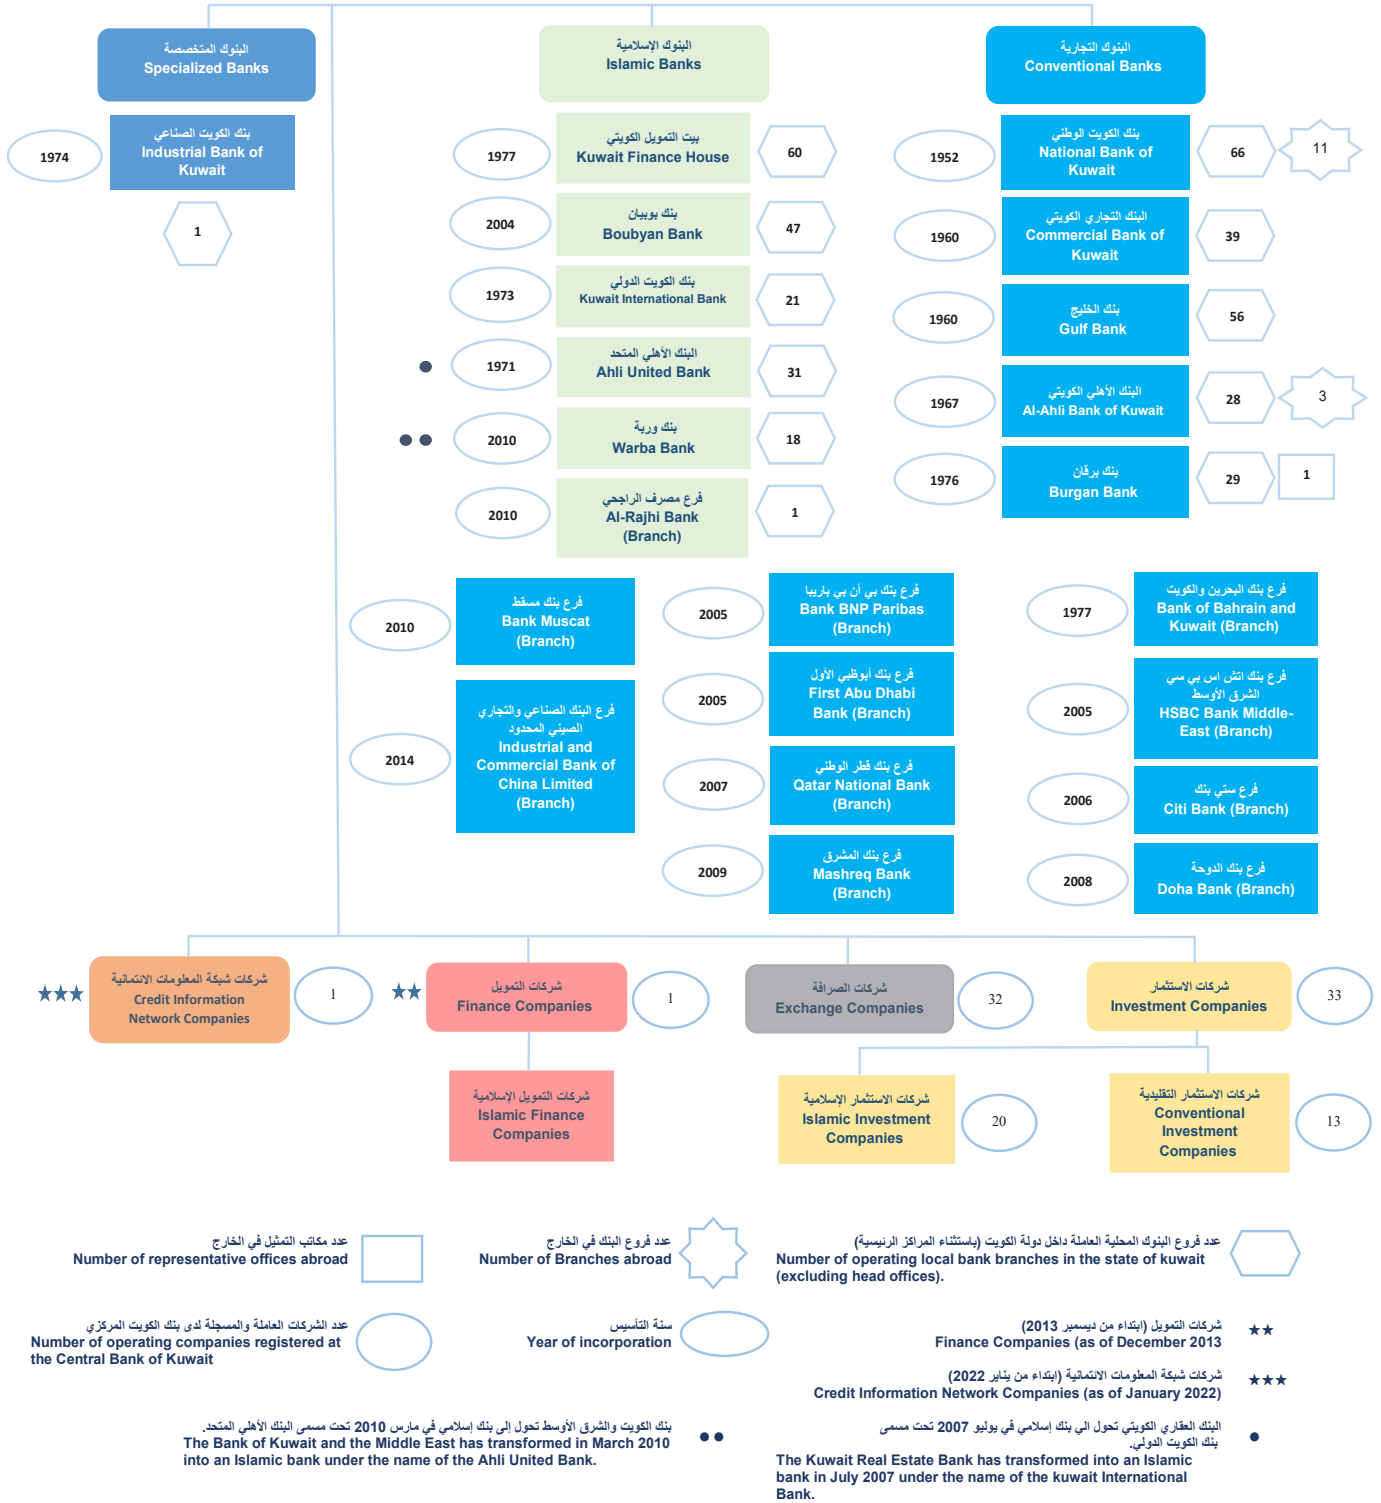 البنوك المتخصصة
Specialized Banks
البنوك الإسلامية
Islamic Banks
البنوك التجارية
Conventional Banks
1974
بنك الكويت الصناعي
Industrial Bank of
Kuwait
1
1977
بيت التمويل الكويتي
Kuwait Finance House
60
2004
بنك بوبيان
Boubyan Bank
47
1973
بنك الكويت الدولي
Kuwait International Bank
21
●
1971
البنك الأهلي المتحد
Ahli United Bank
31
● ●
2010
بنك وربة
Warba Bank
18
2010
فرع مصرف الراجحي
Al-Rajhi Bank
(Branch)
1
1952
بنك الكويت الوطني
National Bank of
Kuwait
66
11
1960
البنك التجاري الكويتي
Commercial Bank of
Kuwait
39
1960
بنك الخليج
Gulf Bank
56
1967
البنك الأهلي الكويتي
Al-Ahli Bank of Kuwait
28
3
1976
بنك برقان
Burgan Bank
29
1
2010
فرع بنك مسقط
Bank Muscat
(Branch)
2014
فرع البنك الصناعي والتجاري
الصيني المحدود
Industrial and
Commercial Bank of
China Limited
(Branch)
2005
فرع بنك بي أن بي باريبا
Bank BNP Paribas
(Branch)
2005
فرع بنك أبوظبي الأول
First Abu Dhabi
Bank (Branch)
2007
فرع بنك قطر الوطني
Qatar National Bank
(Branch)
2009
فرع بنك المشرق
Mashreq Bank
(Branch)
1977
فرع بنك البحرين والكويت
Bank of Bahrain and
Kuwait (Branch)
2005
فرع بنك اتش اس بي سي
الشرق الأوسط
HSBC Bank Middle-
East (Branch)
2006
فرع ستي بنك
Citi Bank (Branch)
2008
فرع بنك الدوحة
Doha Bank (Branch)
★★★
شركات شبكة المعلومات الائتمانية
Credit Information
Network Companies
1
★★
شركات التمويل
Finance Companies
1
شركات الصرافة
Exchange Companies
32
شركات الاستثمار
Investment Companies
33
شركات التمويل الإسلامية
Islamic Finance
Companies
شركات الاستثمار الإسلامية
Islamic Investment
Companies
20
شركات الاستثمار التقليدية
Conventional
Investment
Companies
13
عدد مكاتب التمثيل في الخارج
Number of representative offices abroad
عدد فروع البنك في الخارج
Number of Branches abroad
عدد فروع البنوك المحلية العاملة داخل دولة الكويت (باستثناء المراكز الرئيسية)
Number of operating local bank branches in the state of kuwait
(excluding head offices).
عدد الشركات العاملة والمسجلة لدى بنك الكويت المركزي
Number of operating companies registered at
the Central Bank of Kuwait
سنة التأسيس
Year of incorporation
شركات التمويل (ابتداء من ديسمبر 2013)
Finance Companies (as of December 2013
★★
شركات شبكة المعلومات الائتمانية (ابتداء من يناير 2022)
Credit Information Network Companies (as of January 2022)
★★★
بنك الكويت والشرق الأوسط تحول إلى بنك إسلامي في مارس 2010 تحت مسمى البنك الأهلي المتحد.
The Bank of Kuwait and the Middle East has transformed in March 2010
into an Islamic bank under the name of the Ahli United Bank.
● ●
البنك العقاري الكويتي تحول الي بنك إسلامي في يوليو 2007 تحت مسمى
بنك الكويت الدولي.
The Kuwait Real Estate Bank has transformed into an Islamic
bank in July 2007 under the name of the kuwait International
Bank.
●